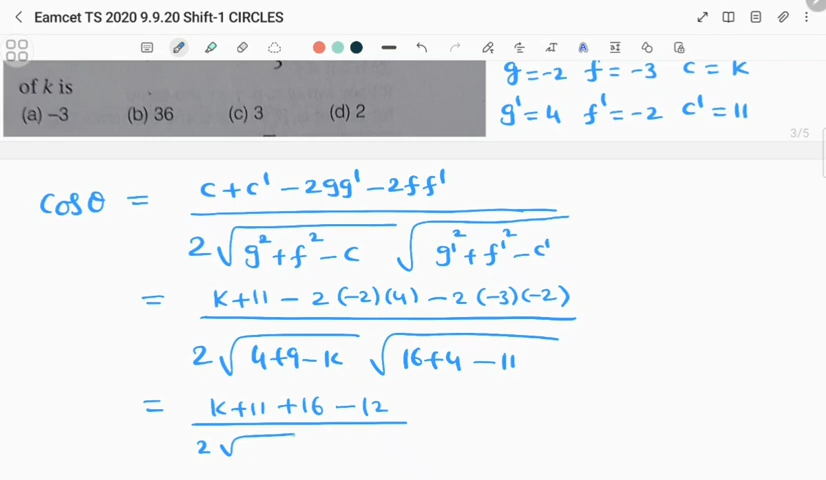 Eamcet TS 2020 9.9.20 Shift-1 CIRCLES
of k is
(a) –3 (b) 36 (c) 3 (d) 2
g = -2 f = -3 c = K
g' = 4 f' = -2 c' = 11
3/5
cos θ = c + c' - 2gg' - 2ff' / 2√(g² + f² - c) √(g'² + f'² - c')
= K + 11 - 2(-2)(4) - 2(-3)(-2) / 2√(4+9-K) √(16+4-11)
= K + 11 + 16 - 12 / 2√